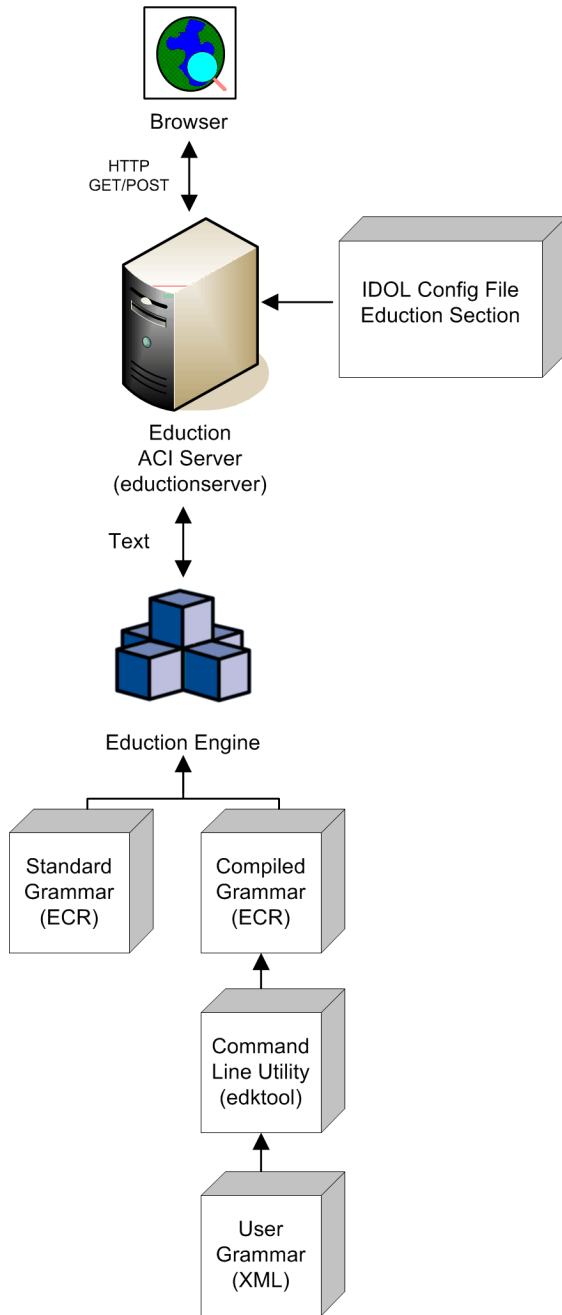 Browser
HTTP
GET/POST
IDOL Config File
Eduction Section
Eduction
ACI Server
(eductionserver)
Text
Eduction Engine
Standard
Grammar
(ECR)
Compiled
Grammar
(ECR)
Command
Line Utility
(edktool)
User
Grammar
(XML)